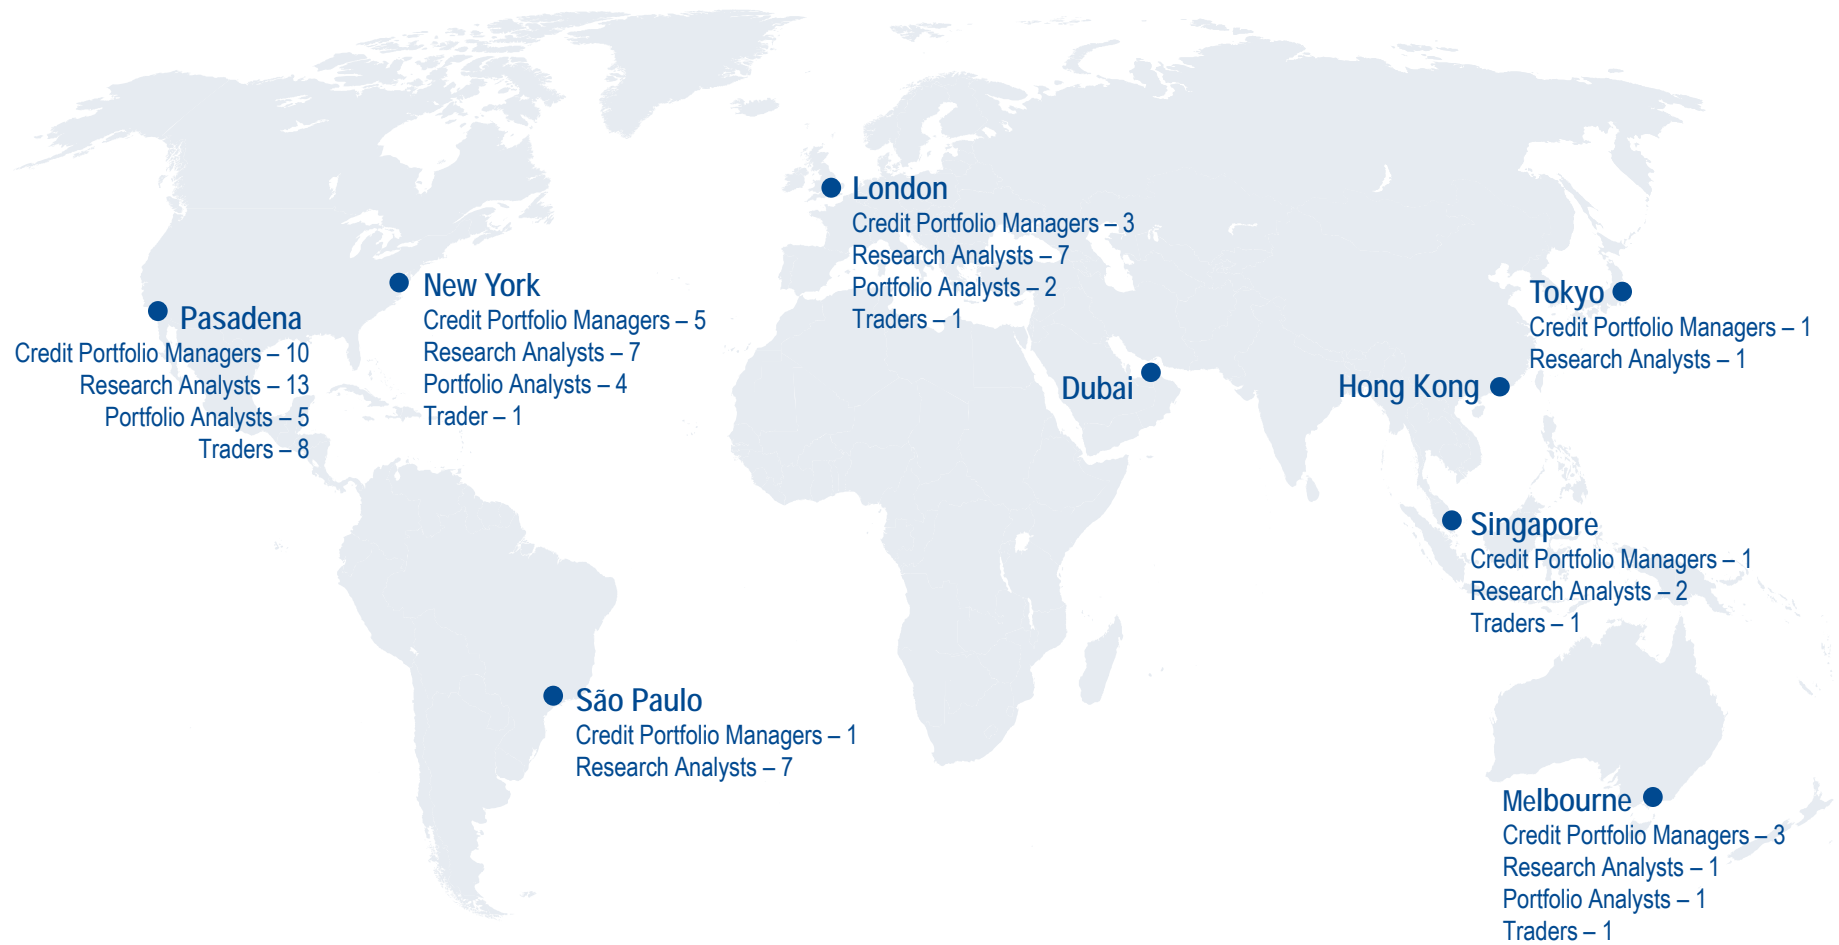 London
Credit Portfolio Managers – 3
Research Analysts – 7
Portfolio Analysts – 2
Traders – 1
New York
Credit Portfolio Managers – 5
Research Analysts – 7
Portfolio Analysts – 4
Trader – 1
Pasadena
Credit Portfolio Managers – 10
Research Analysts – 13
Portfolio Analysts – 5
Traders – 8
Tokyo
Credit Portfolio Managers – 1
Research Analysts – 1
Dubai
Hong Kong
Singapore
Credit Portfolio Managers – 1
Research Analysts – 2
Traders – 1
São Paulo
Credit Portfolio Managers – 1
Research Analysts – 7
Melbourne
Credit Portfolio Managers – 3
Research Analysts – 1
Portfolio Analysts – 1
Traders – 1